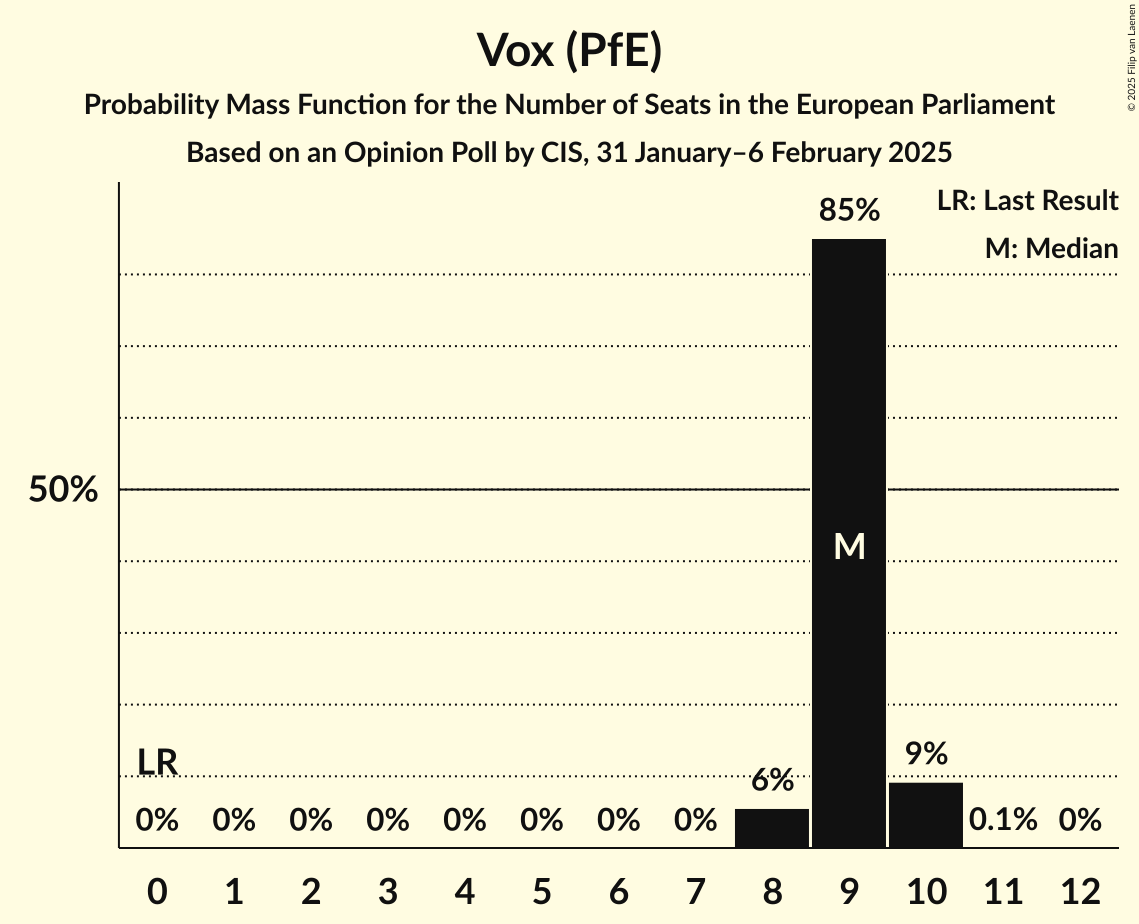 Vox (PfE)
Probability Mass Function for the Number of Seats in the European Parliament
Based on an Opinion Poll by CIS, 31 January–6 February 2025
© 2025 Filip van Laenen
LR: Last Result
M: Median
85%
50%
M
LR
9%
6%
0% 0% 0% 0% 0% 0% 0% 0% 0.1% 0%
0 1 2 3 4 5 6 7 8 9 10 11 12